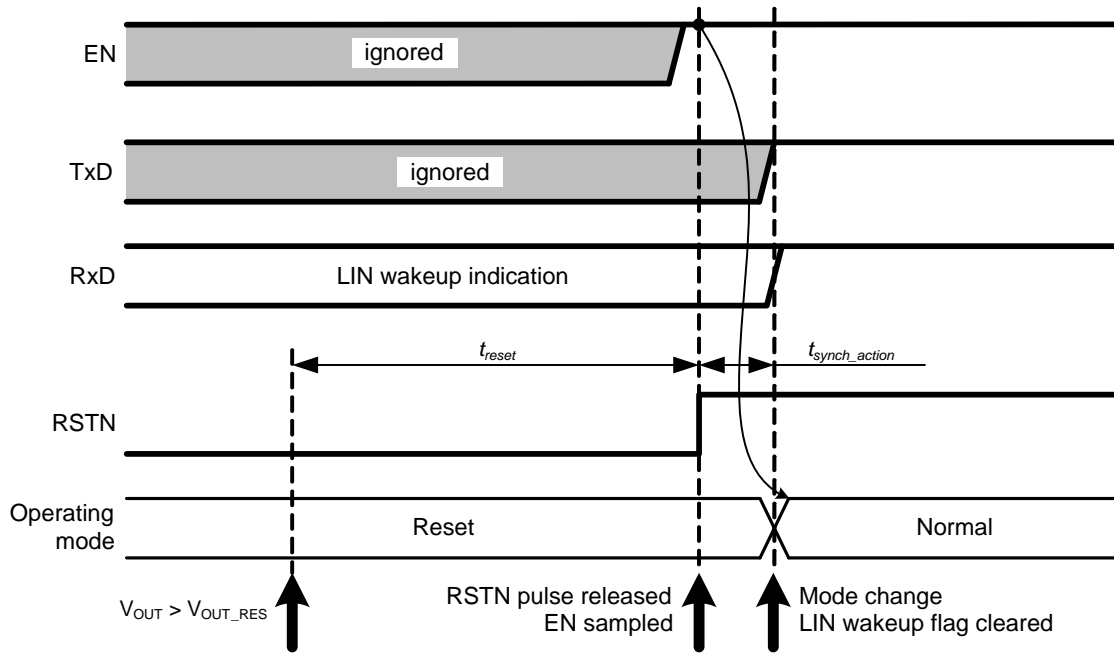 EN
ignored
TxD
ignored
RxD
LIN wakeup indication
t_reset
t_synch_action
RSTN
Operating
mode
Reset
Normal
V_OUT > V_OUT_RES
RSTN pulse released
EN sampled
Mode change
LIN wakeup flag cleared